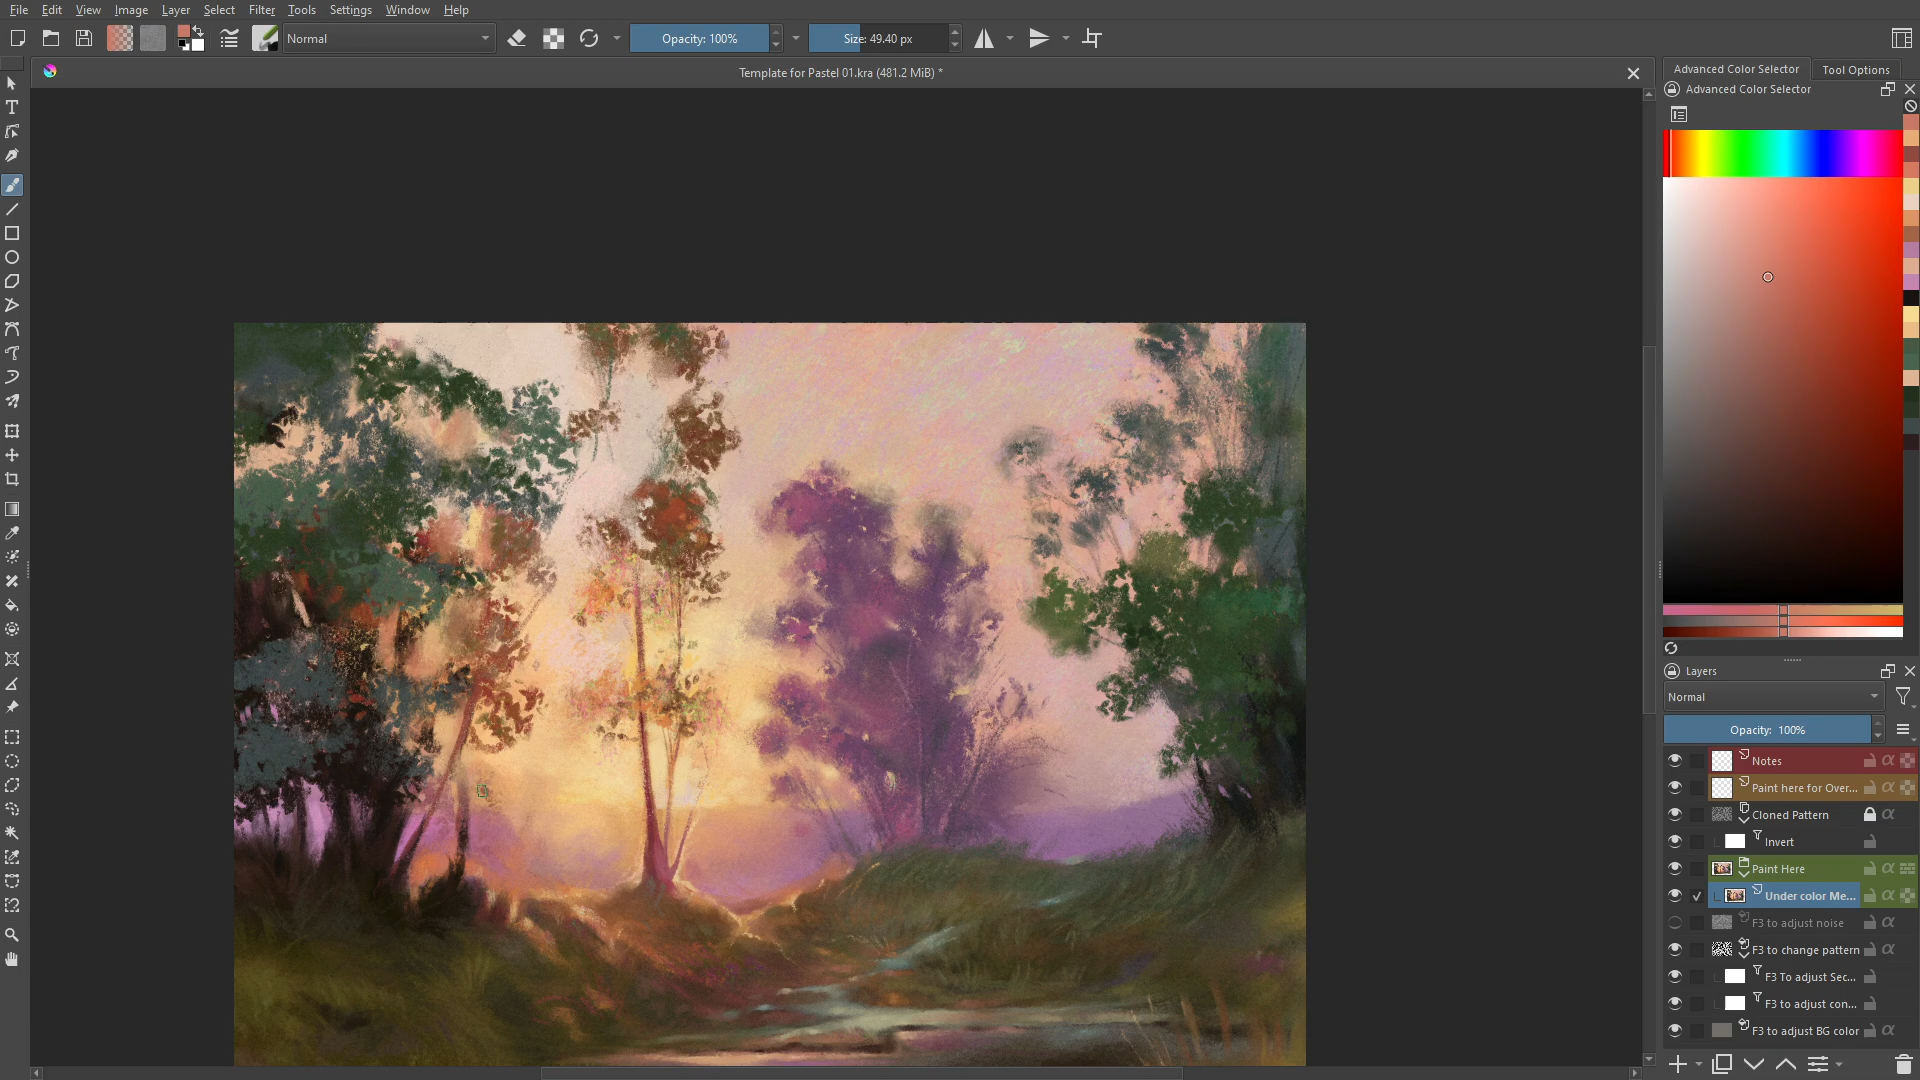 File Edit View Image Layer Select Filter Tools Settings Window Help
Normal
Opacity: 100%
Size: 49.40 px
Template for Pastel 01.kra (481.2 MiB) *
Advanced Color Selector
Tool Options
Advanced Color Selector
Layers
Normal
Opacity: 100%
Notes
Paint here for Over...
Cloned Pattern
Invert
Paint Here
Under color Me...
F3 to adjust noise
F3 to change pattern
F3 To adjust Sec...
F3 to adjust con...
F3 to adjust BG color